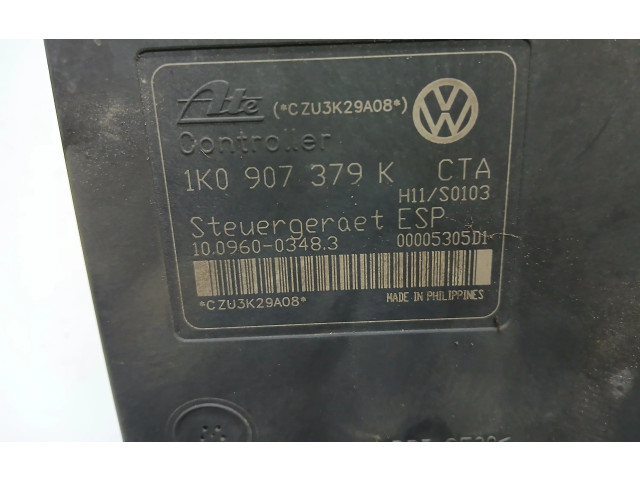 Ate (*CZU3K29A08*)
Controller
1K0 907 379 K CTA
H11/S0103
Steuergeraet ESP
10.0960-0348.3 00005305D1
*CZU3K29A08* MADE IN PHILIPPINES